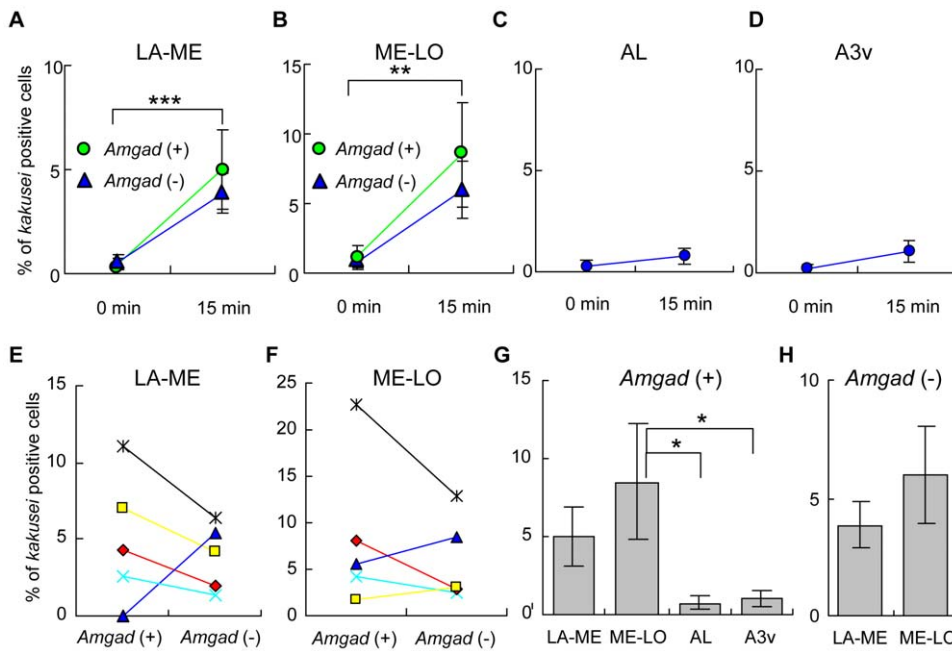 A
LA-ME
% of kakusei positive cells
10
5
0
***
Amgad (+)
Amgad (-)
0 min 15 min
B
ME-LO
15
10
5
0
**
Amgad (+)
Amgad (-)
0 min 15 min
C
AL
10
5
0
0 min 15 min
D
A3v
10
5
0
0 min 15 min
E
LA-ME
% of kakusei positive cells
15
10
5
0
Amgad (+) Amgad (-)
F
ME-LO
25
20
15
10
5
0
Amgad (+) Amgad (-)
G
Amgad (+)
15
10
5
0
*
*
LA-ME ME-LO AL A3v
H
Amgad (-)
10
5
0
LA-ME ME-LO